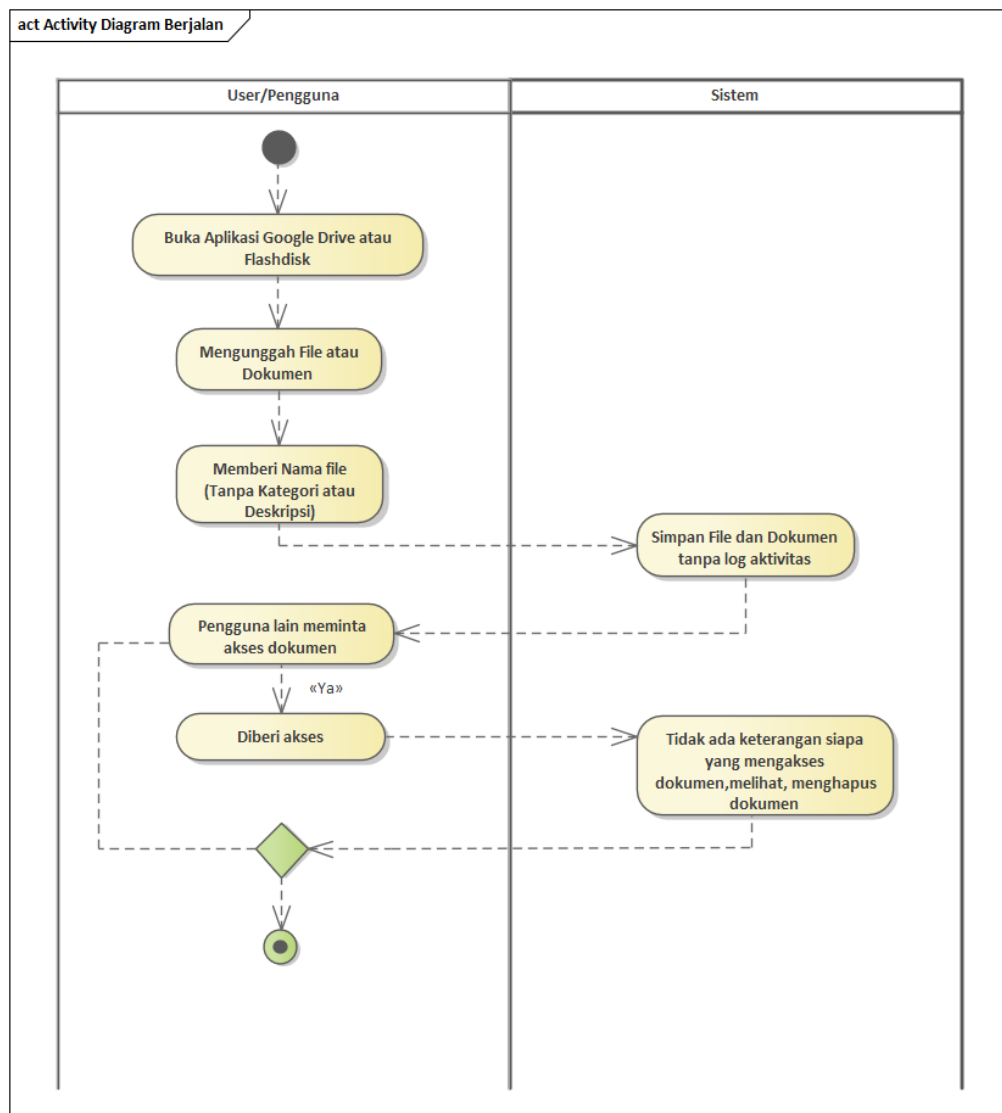 act Activity Diagram Berjalan
User/Pengguna
Sistem
Buka Aplikasi Google Drive atau
Flashdisk
Mengunggah File atau
Dokumen
Memberi Nama file
(Tanpa Kategori atau
Deskripsi)
Simpan File dan Dokumen
tanpa log aktivitas
Pengguna lain meminta
akses dokumen
«Ya»
Diberi akses
Tidak ada keterangan siapa
yang mengakses
dokumen,melihat, menghapus
dokumen